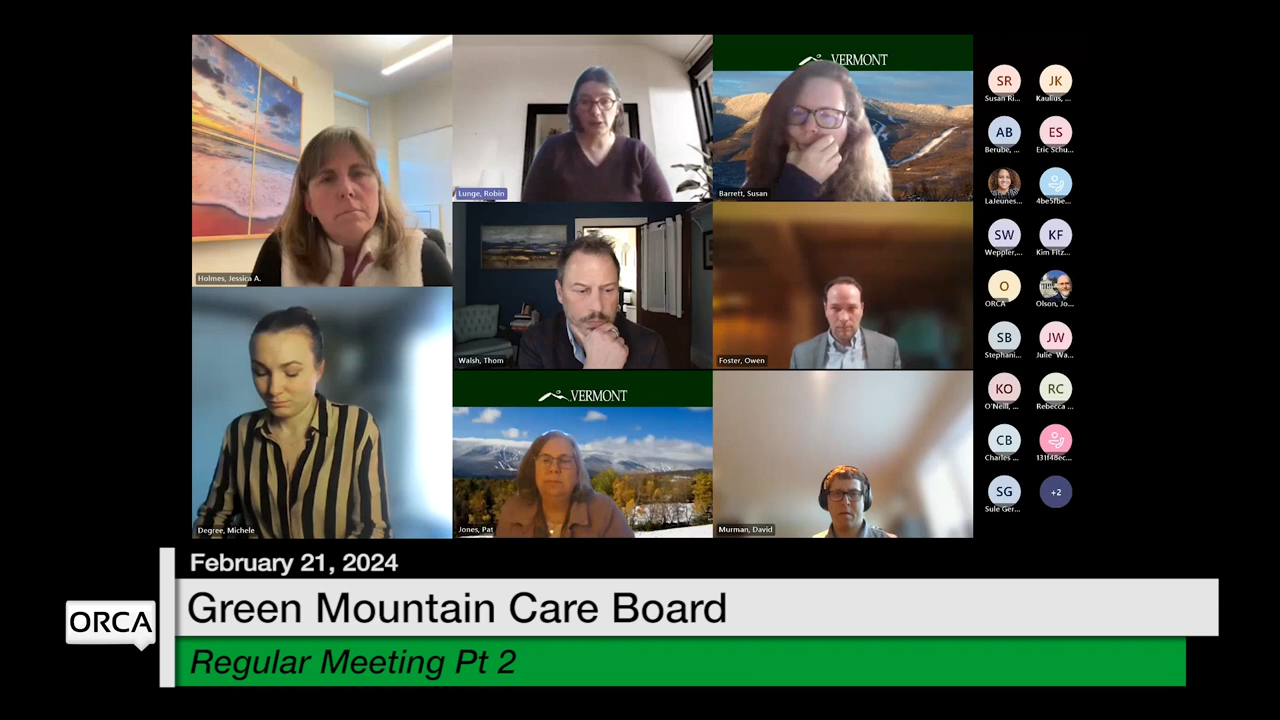 VERMONT
Holmes, Jessica A.
Lunge, Robin
Barrett, Susan
Walsh, Thom
Foster, Owen
Degree, Michele
VERMONT
Jones, Pat
Murman, David
SR
Susan Ri...
JK
Kaulius, ...
AB
Berube, ...
ES
Eric Schu...
LaJeunes...
4be5fbe...
SW
Weppler,...
KF
Kim Fitz...
O
ORCA
Olson, Jo...
SB
Stephani...
JW
Julie Wa...
KO
O'Neill, ...
RC
Rebecca ...
CB
Charles ...
131f48ec...
SG
Sule Ger...
+2
February 21, 2024
ORCA
Green Mountain Care Board
Regular Meeting Pt 2